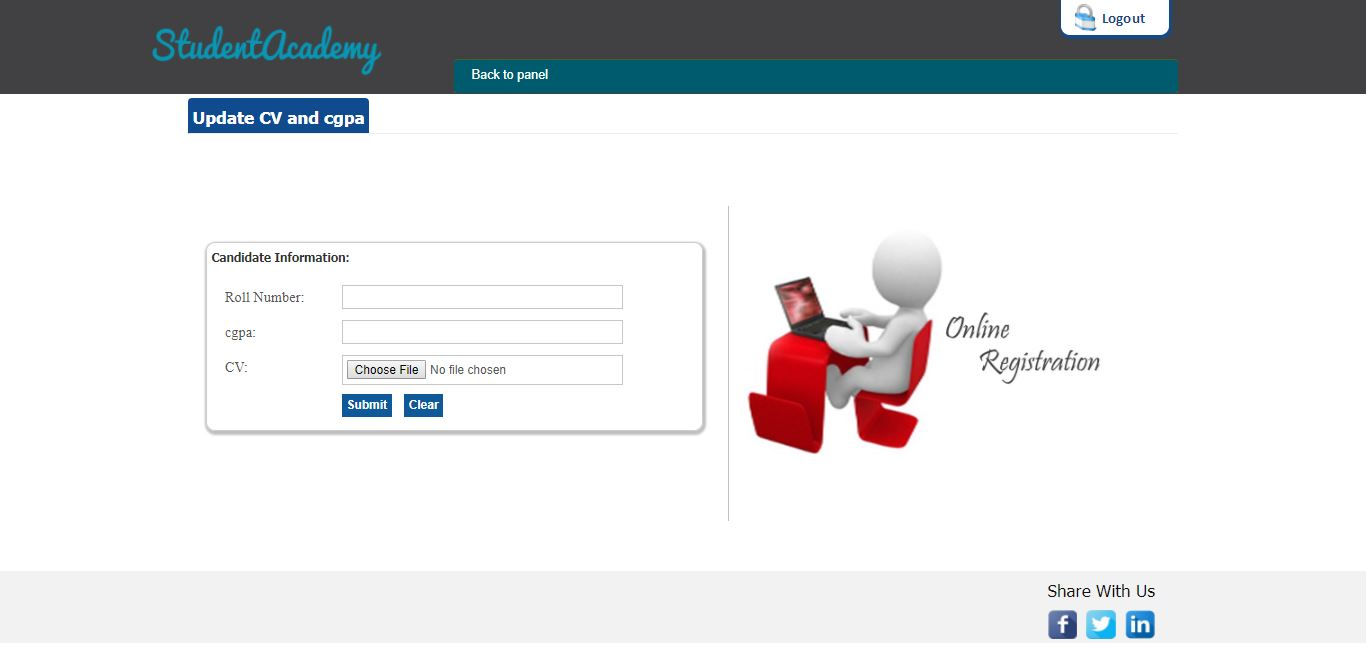 Logout
StudentAcademy
Back to panel
Update CV and cgpa
Candidate Information:
Roll Number:
cgpa:
CV:
Choose File No file chosen
Submit Clear
Online
Registration
Share With Us
f
in